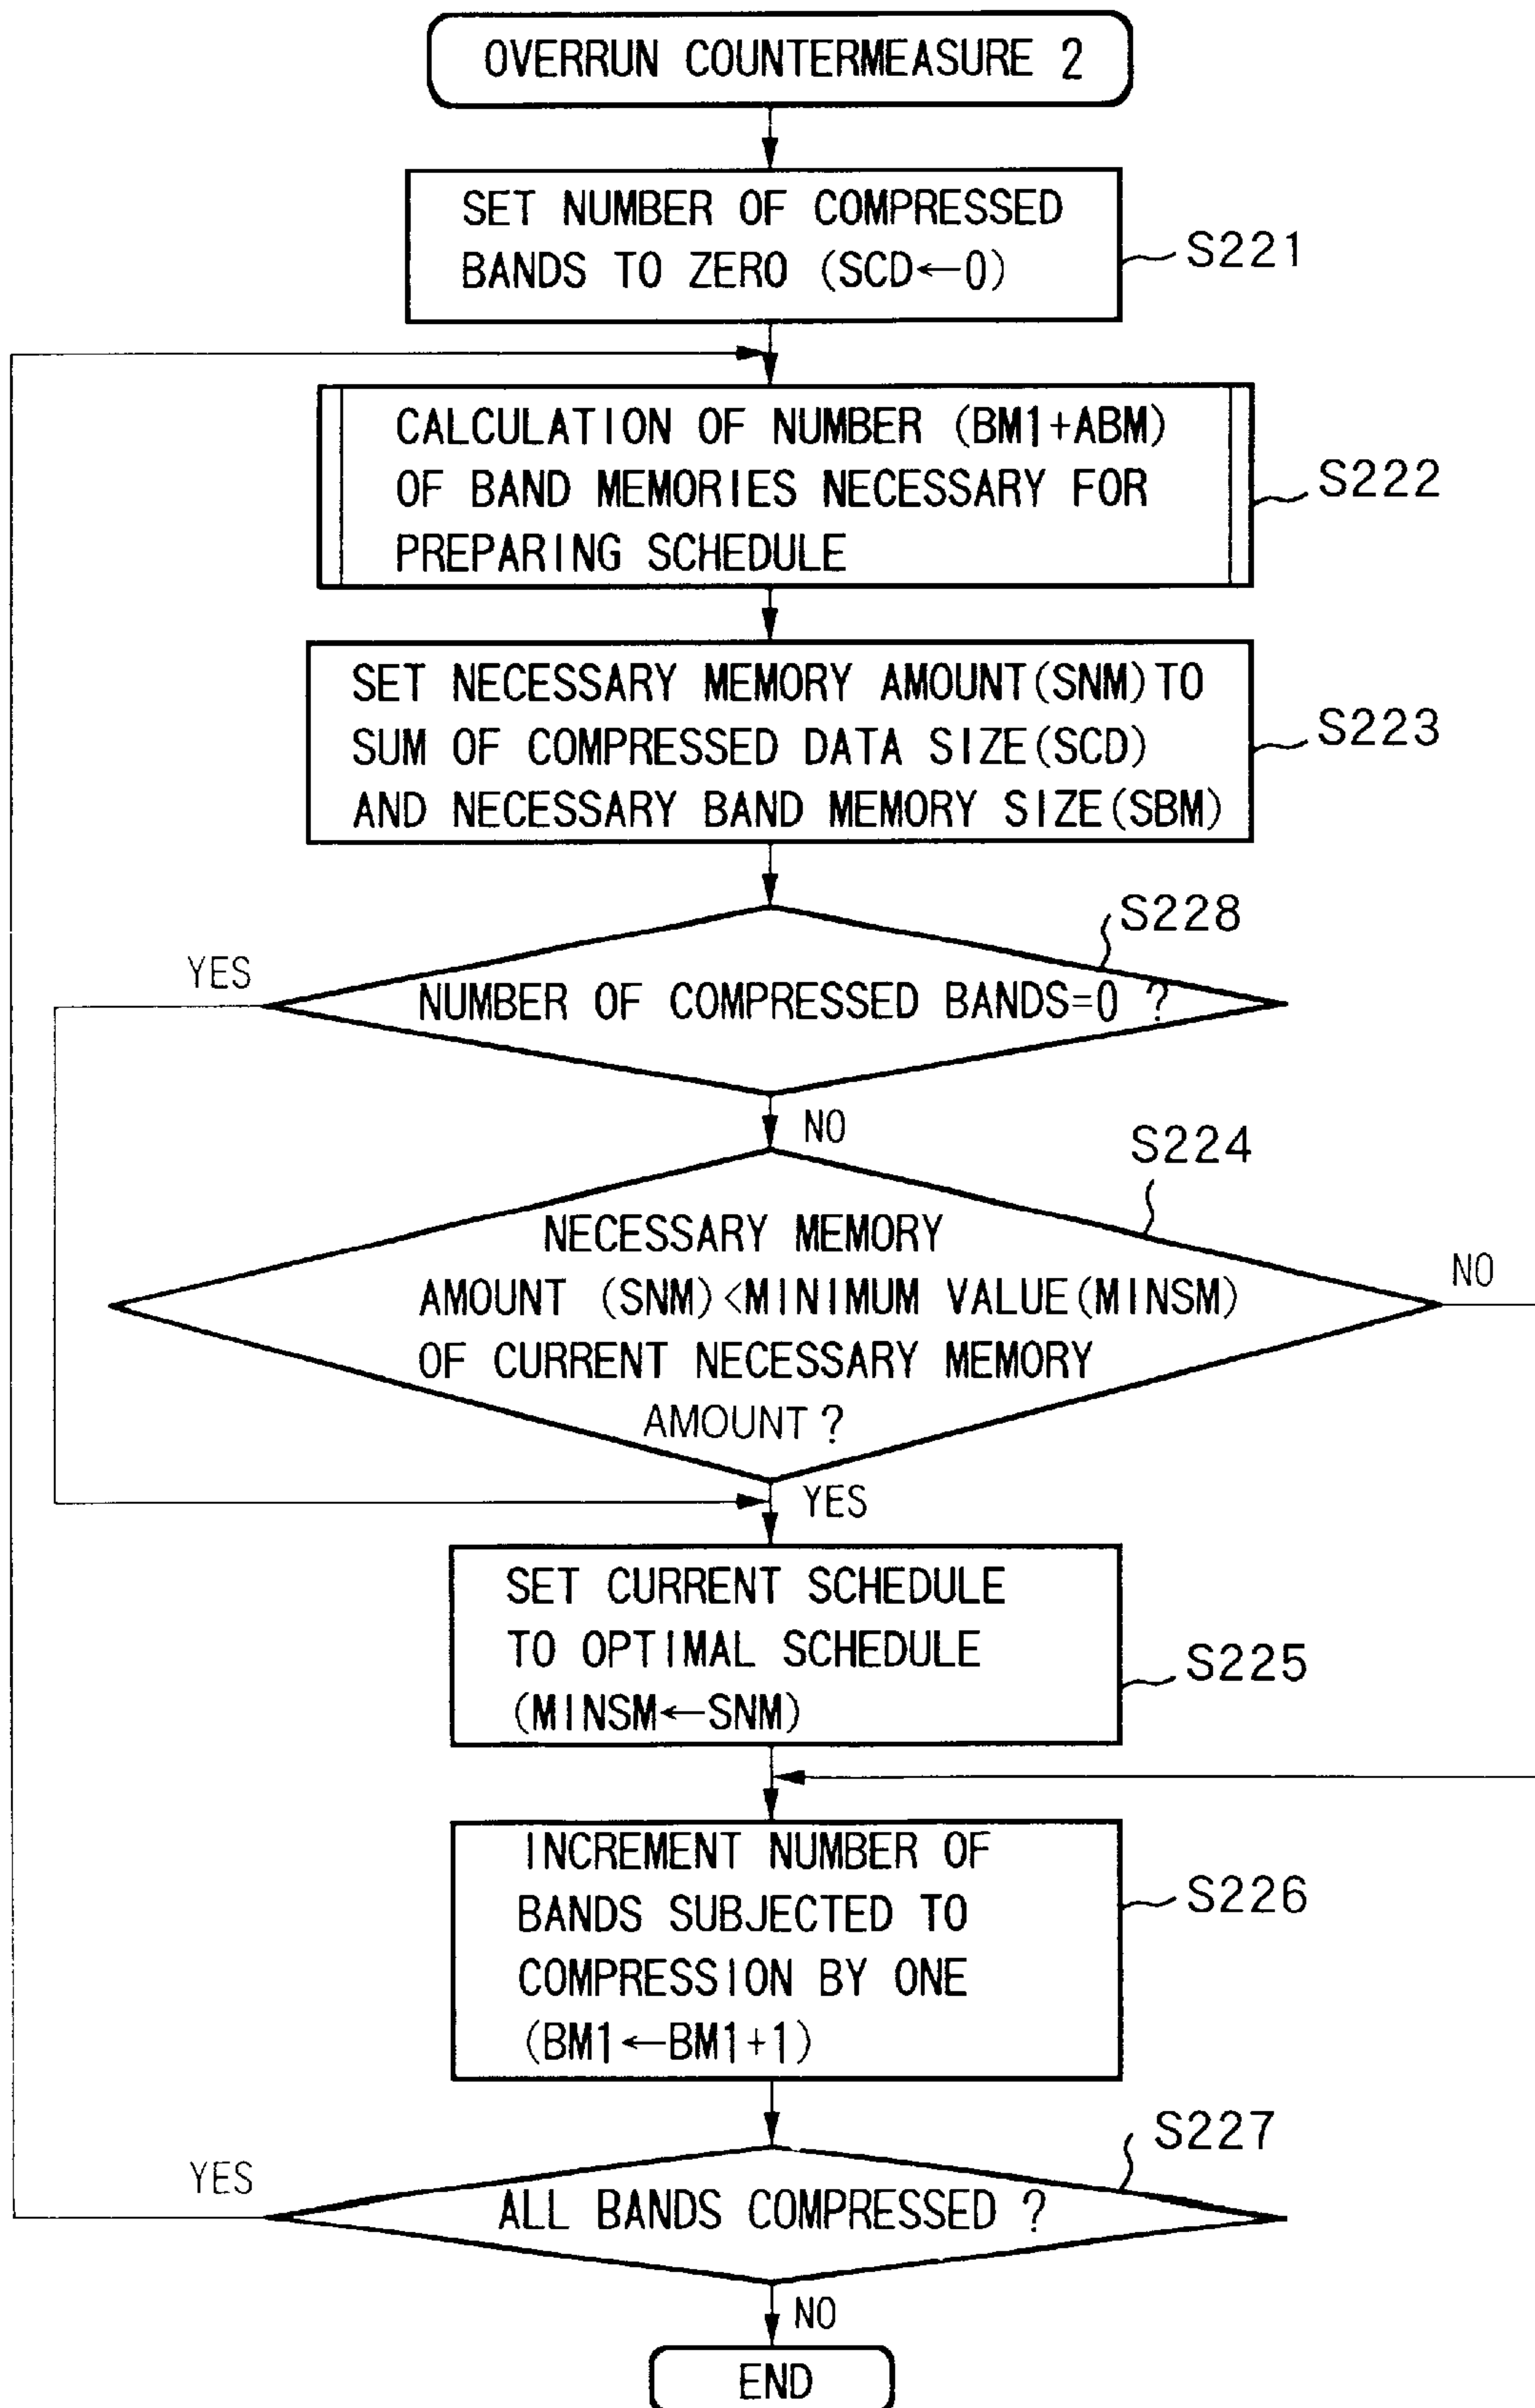 OVERRUN COUNTERMEASURE 2
SET NUMBER OF COMPRESSED
BANDS TO ZERO (SCD←0)
S221
CALCULATION OF NUMBER (BM1+ABM)
OF BAND MEMORIES NECESSARY FOR
PREPARING SCHEDULE
S222
SET NECESSARY MEMORY AMOUNT(SNM)TO
SUM OF COMPRESSED DATA SIZE(SCD)
AND NECESSARY BAND MEMORY SIZE(SBM)
S223
S228
YES
NUMBER OF COMPRESSED BANDS=0 ?
NO
S224
NECESSARY MEMORY
AMOUNT (SNM)<MINIMUM VALUE(MINSM)
OF CURRENT NECESSARY MEMORY
AMOUNT?
NO
YES
SET CURRENT SCHEDULE
TO OPTIMAL SCHEDULE
(MINSM←SNM)
S225
INCREMENT NUMBER OF
BANDS SUBJECTED TO
COMPRESSION BY ONE
(BM1←BM1+1)
S226
S227
YES
ALL BANDS COMPRESSED ?
NO
END